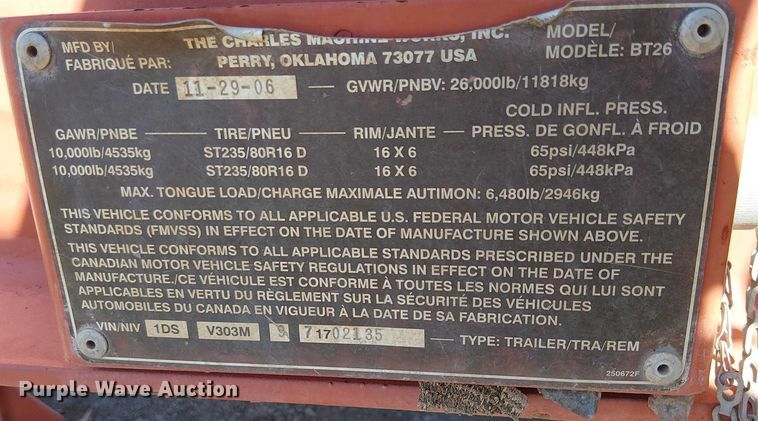 MFD BY/ THE CHARLES MACHINE WORKS, INC. MODEL/
FABRIQUÉ PAR: PERRY, OKLAHOMA 73077 USA MODÈLE: BT26
DATE 11-29-06 GVWR/PNBV: 26,000lb/11818kg
COLD INFL. PRESS.
GAWR/PNBE TIRE/PNEU RIM/JANTE PRESS. DE GONFL. À FROID
10,000lb/4535kg ST235/80R16 D 16 X 6 65psi/448kPa
10,000lb/4535kg ST235/80R16 D 16 X 6 65psi/448kPa
MAX. TONGUE LOAD/CHARGE MAXIMALE AUTIMON: 6,480lb/2946kg
THIS VEHICLE CONFORMS TO ALL APPLICABLE U.S. FEDERAL MOTOR VEHICLE SAFETY
STANDARDS (FMVSS) IN EFFECT ON THE DATE OF MANUFACTURE SHOWN ABOVE.
THIS VEHICLE CONFORMS TO ALL APPLICABLE STANDARDS PRESCRIBED UNDER THE
CANADIAN MOTOR VEHICLE SAFETY REGULATIONS IN EFFECT ON THE DATE OF
MANUFACTURE./CE VÉHICULE EST CONFORME À TOUTES LES NORMES QUI LUI SONT
APPLICABLES EN VERTU DU RÈGLEMENT SUR LA SÉCURITÉ DES VÉHICULES
AUTOMOBILES DU CANADA EN VIGUEUR À LA DATE DE SA FABRICATION.
VIN/NIV 1DS V303M 9 7 1702135 TYPE: TRAILER/TRA/REM
250672F
Purple Wave Auction